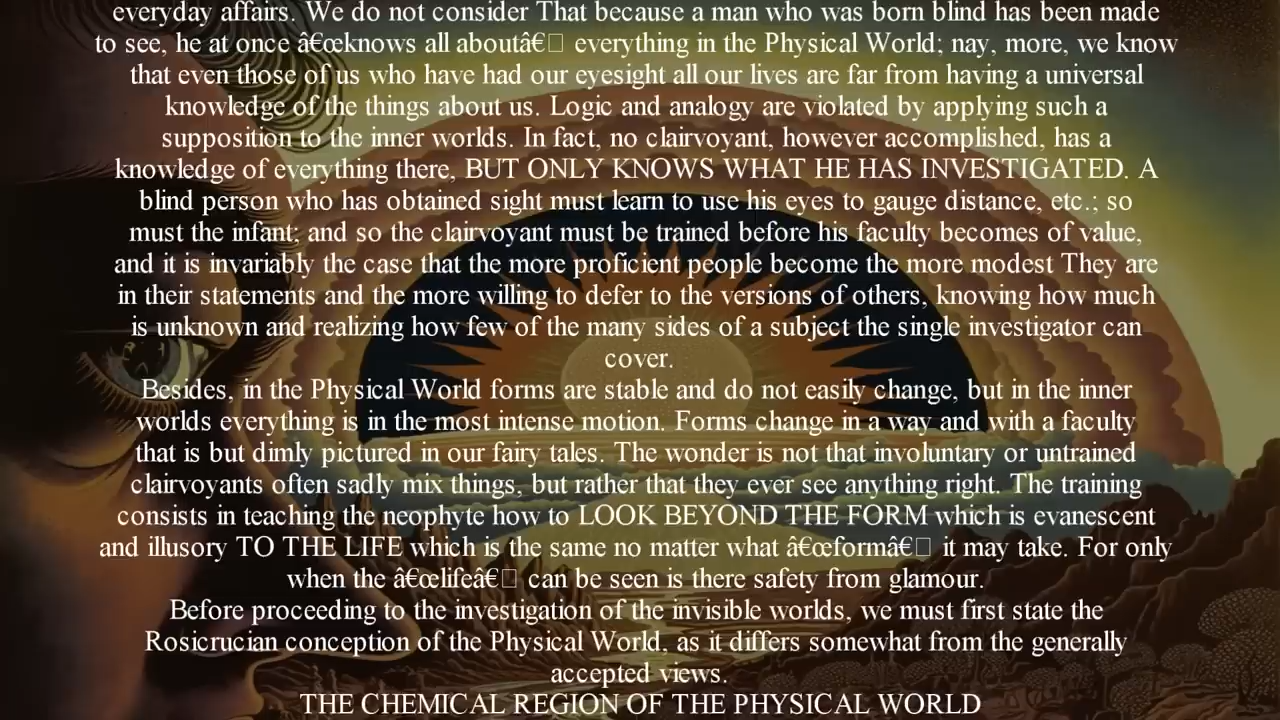 everyday affairs. We do not consider That because a man who was born blind has been made
to see, he at once â€œknows all aboutâ€□ everything in the Physical World; nay, more, we know
that even those of us who have had our eyesight all our lives are far from having a universal
knowledge of the things about us. Logic and analogy are violated by applying such a
supposition to the inner worlds. In fact, no clairvoyant, however accomplished, has a
knowledge of everything there, BUT ONLY KNOWS WHAT HE HAS INVESTIGATED. A
blind person who has obtained sight must learn to use his eyes to gauge distance, etc.; so
must the infant; and so the clairvoyant must be trained before his faculty becomes of value,
and it is invariably the case that the more proficient people become the more modest They are
in their statements and the more willing to defer to the versions of others, knowing how much
is unknown and realizing how few of the many sides of a subject the single investigator can
cover.
Besides, in the Physical World forms are stable and do not easily change, but in the inner
worlds everything is in the most intense motion. Forms change in a way and with a faculty
that is but dimly pictured in our fairy tales. The wonder is not that involuntary or untrained
clairvoyants often sadly mix things, but rather that they ever see anything right. The training
consists in teaching the neophyte how to LOOK BEYOND THE FORM which is evanescent
and illusory TO THE LIFE which is the same no matter what â€œformâ€□ it may take. For only
when the â€œlifeâ€□ can be seen is there safety from glamour.
Before proceeding to the investigation of the invisible worlds, we must first state the
Rosicrucian conception of the Physical World, as it differs somewhat from the generally
accepted views.
THE CHEMICAL REGION OF THE PHYSICAL WORLD